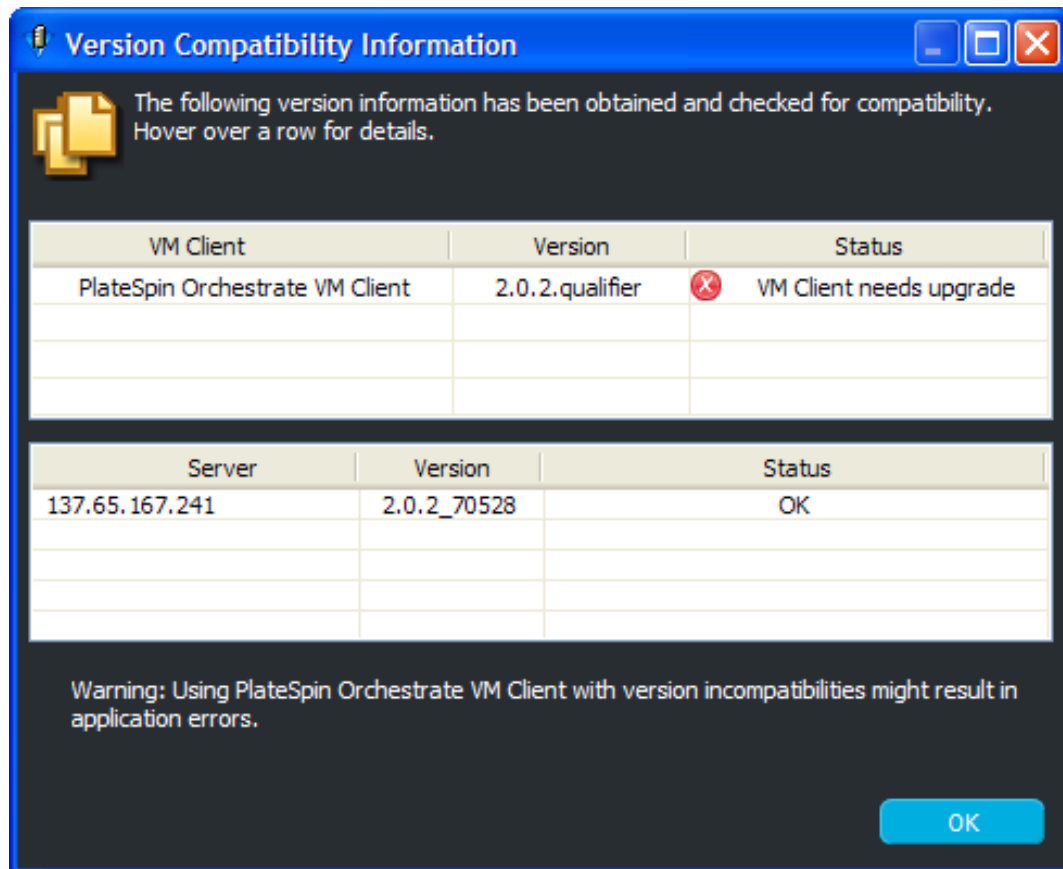 Version Compatibility Information
The following version information has been obtained and checked for compatibility.
Hover over a row for details.
VM Client Version Status
PlateSpin Orchestrate VM Client 2.0.2.qualifier VM Client needs upgrade
Server Version Status
137.65.167.241 2.0.2_70528 OK
Warning: Using PlateSpin Orchestrate VM Client with version incompatibilities might result in
application errors.
OK